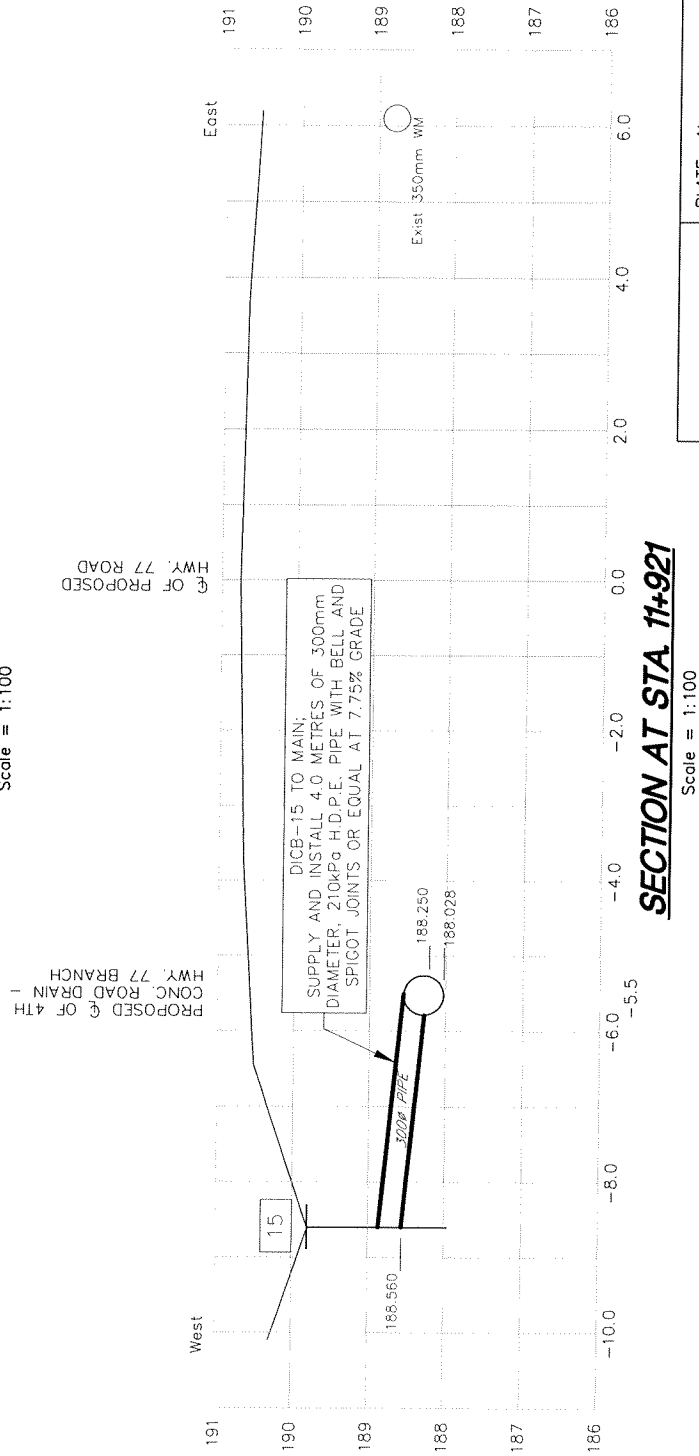 Scale = 1:100
PROPOSED ℄ OF 4TH
CONC. ROAD DRAIN –
HWY. 77 BRANCH
℄ OF PROPOSED
HWY. 77 ROAD
West
East
191
190
189
188
187
186
191
190
189
188
187
186
15
DICB-15 TO MAIN;
SUPPLY AND INSTALL 4.0 METRES OF 300mm
DIAMETER, 210kPa H.D.P.E. PIPE WITH BELL AND
SPIGOT JOINTS OR EQUAL AT 7.75% GRADE
300ø PIPE
188.560
188.250
188.028
Exist 350mm WM
-10.0
-8.0
-6.0
-5.5
-4.0
-2.0
0.0
2.0
4.0
6.0
SECTION AT STA. 11+921
Scale = 1:100